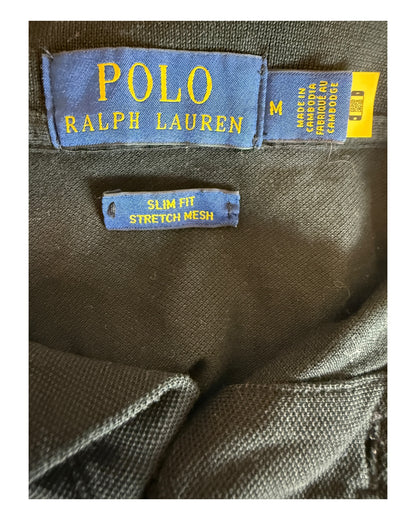 POLO
RALPH LAUREN
M
MADE IN
CAMBODIA
FABRIQUÉ AU
CAMBODGE
SLIM FIT
STRETCH MESH